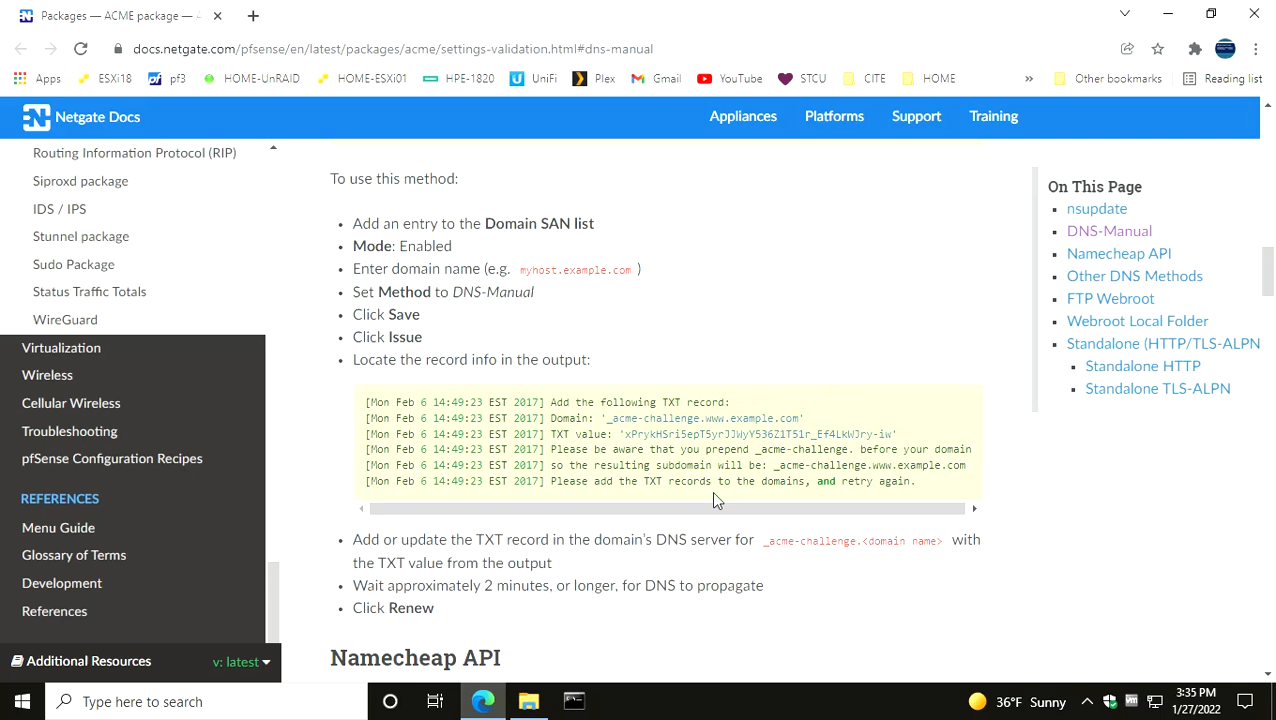 Packages — ACME package —
docs.netgate.com/pfsense/en/latest/packages/acme/settings-validation.html#dns-manual
Apps ESXi18 pf3 HOME-UnRAID HOME-ESXi01 HPE-1820 UniFi Plex Gmail YouTube STCU CITE HOME » Other bookmarks Reading list
Netgate Docs
Appliances Platforms Support Training
Routing Information Protocol (RIP)
Siproxd package
IDS / IPS
Stunnel package
Sudo Package
Status Traffic Totals
WireGuard
Virtualization
Wireless
Cellular Wireless
Troubleshooting
pfSense Configuration Recipes
REFERENCES
Menu Guide
Glossary of Terms
Development
References
Additional Resources v: latest
To use this method:
• Add an entry to the Domain SAN list
• Mode: Enabled
• Enter domain name (e.g. myhost.example.com )
• Set Method to DNS-Manual
• Click Save
• Click Issue
• Locate the record info in the output:
[Mon Feb 6 14:49:23 EST 2017] Add the following TXT record:
[Mon Feb 6 14:49:23 EST 2017] Domain: '_acme-challenge.www.example.com'
[Mon Feb 6 14:49:23 EST 2017] TXT value: 'xPrykHSri5epT5yrJJWyY536Z1T51r_Ef4LkWJry-iw'
[Mon Feb 6 14:49:23 EST 2017] Please be aware that you prepend _acme-challenge. before your domain
[Mon Feb 6 14:49:23 EST 2017] so the resulting subdomain will be: _acme-challenge.www.example.com
[Mon Feb 6 14:49:23 EST 2017] Please add the TXT records to the domains, and retry again.
• Add or update the TXT record in the domain's DNS server for _acme-challenge.<domain name> with
the TXT value from the output
• Wait approximately 2 minutes, or longer, for DNS to propagate
• Click Renew
Namecheap API
On This Page
nsupdate
DNS-Manual
Namecheap API
Other DNS Methods
FTP Webroot
Webroot Local Folder
Standalone (HTTP/TLS-ALPN
Standalone HTTP
Standalone TLS-ALPN
Type here to search
36°F Sunny
3:35 PM
1/27/2022